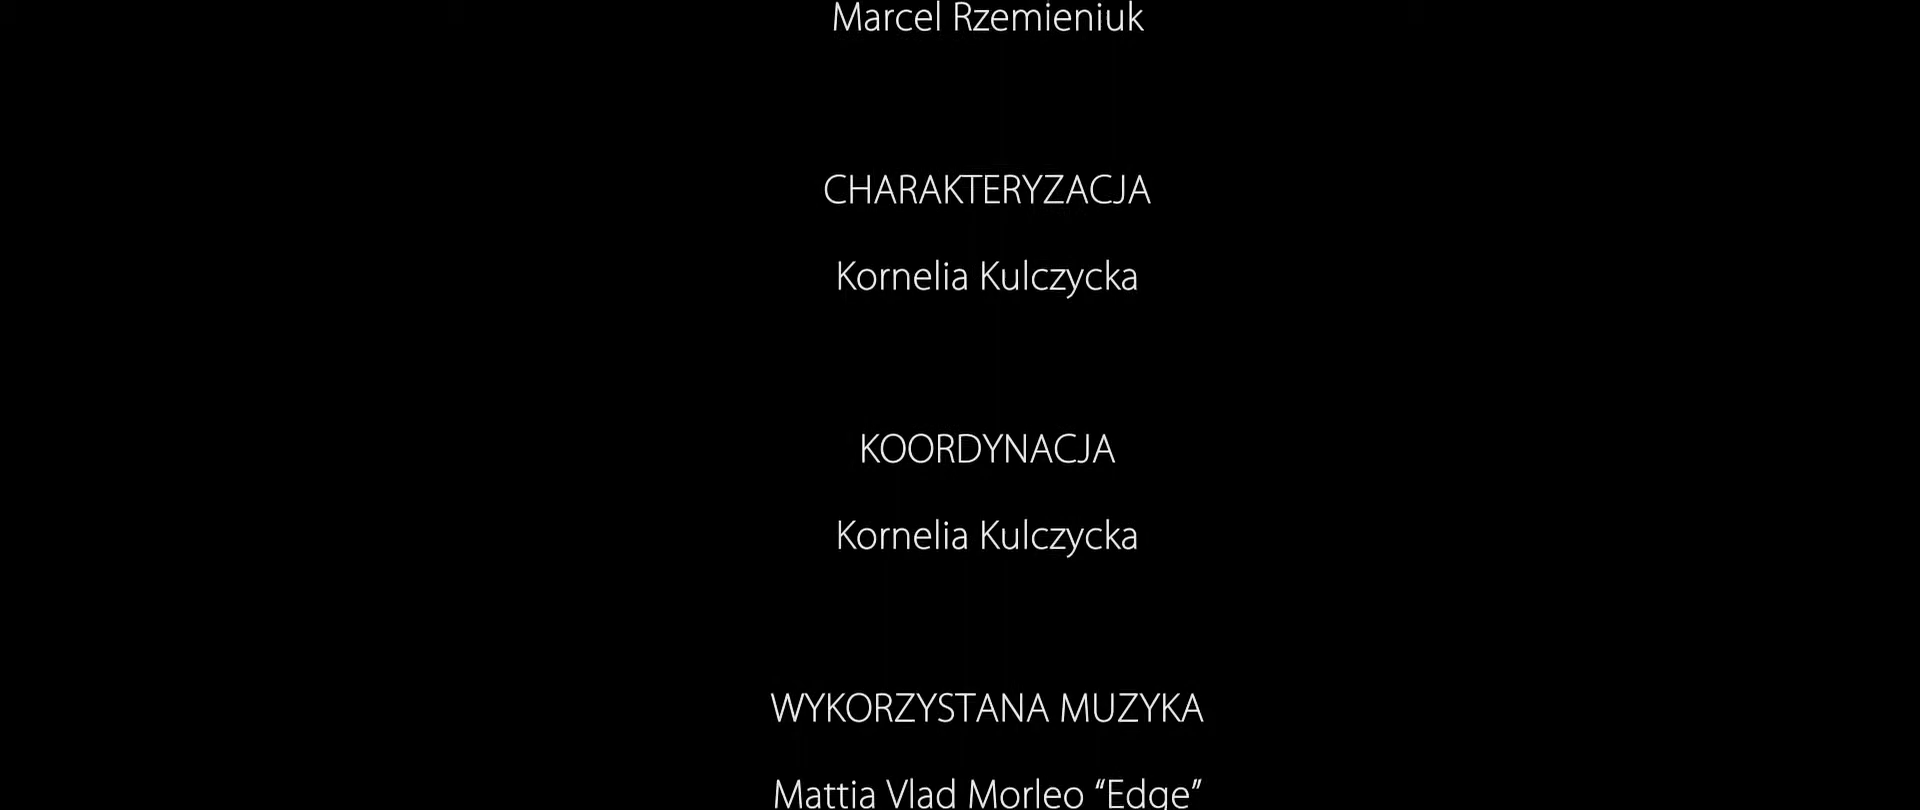 Marcel Rzemieniuk
CHARAKTERYZACJA
Kornelia Kulczycka
KOORDYNACJA
Kornelia Kulczycka
WYKORZYSTANA MUZYKA
Mattia Vlad Morleo “Edge”